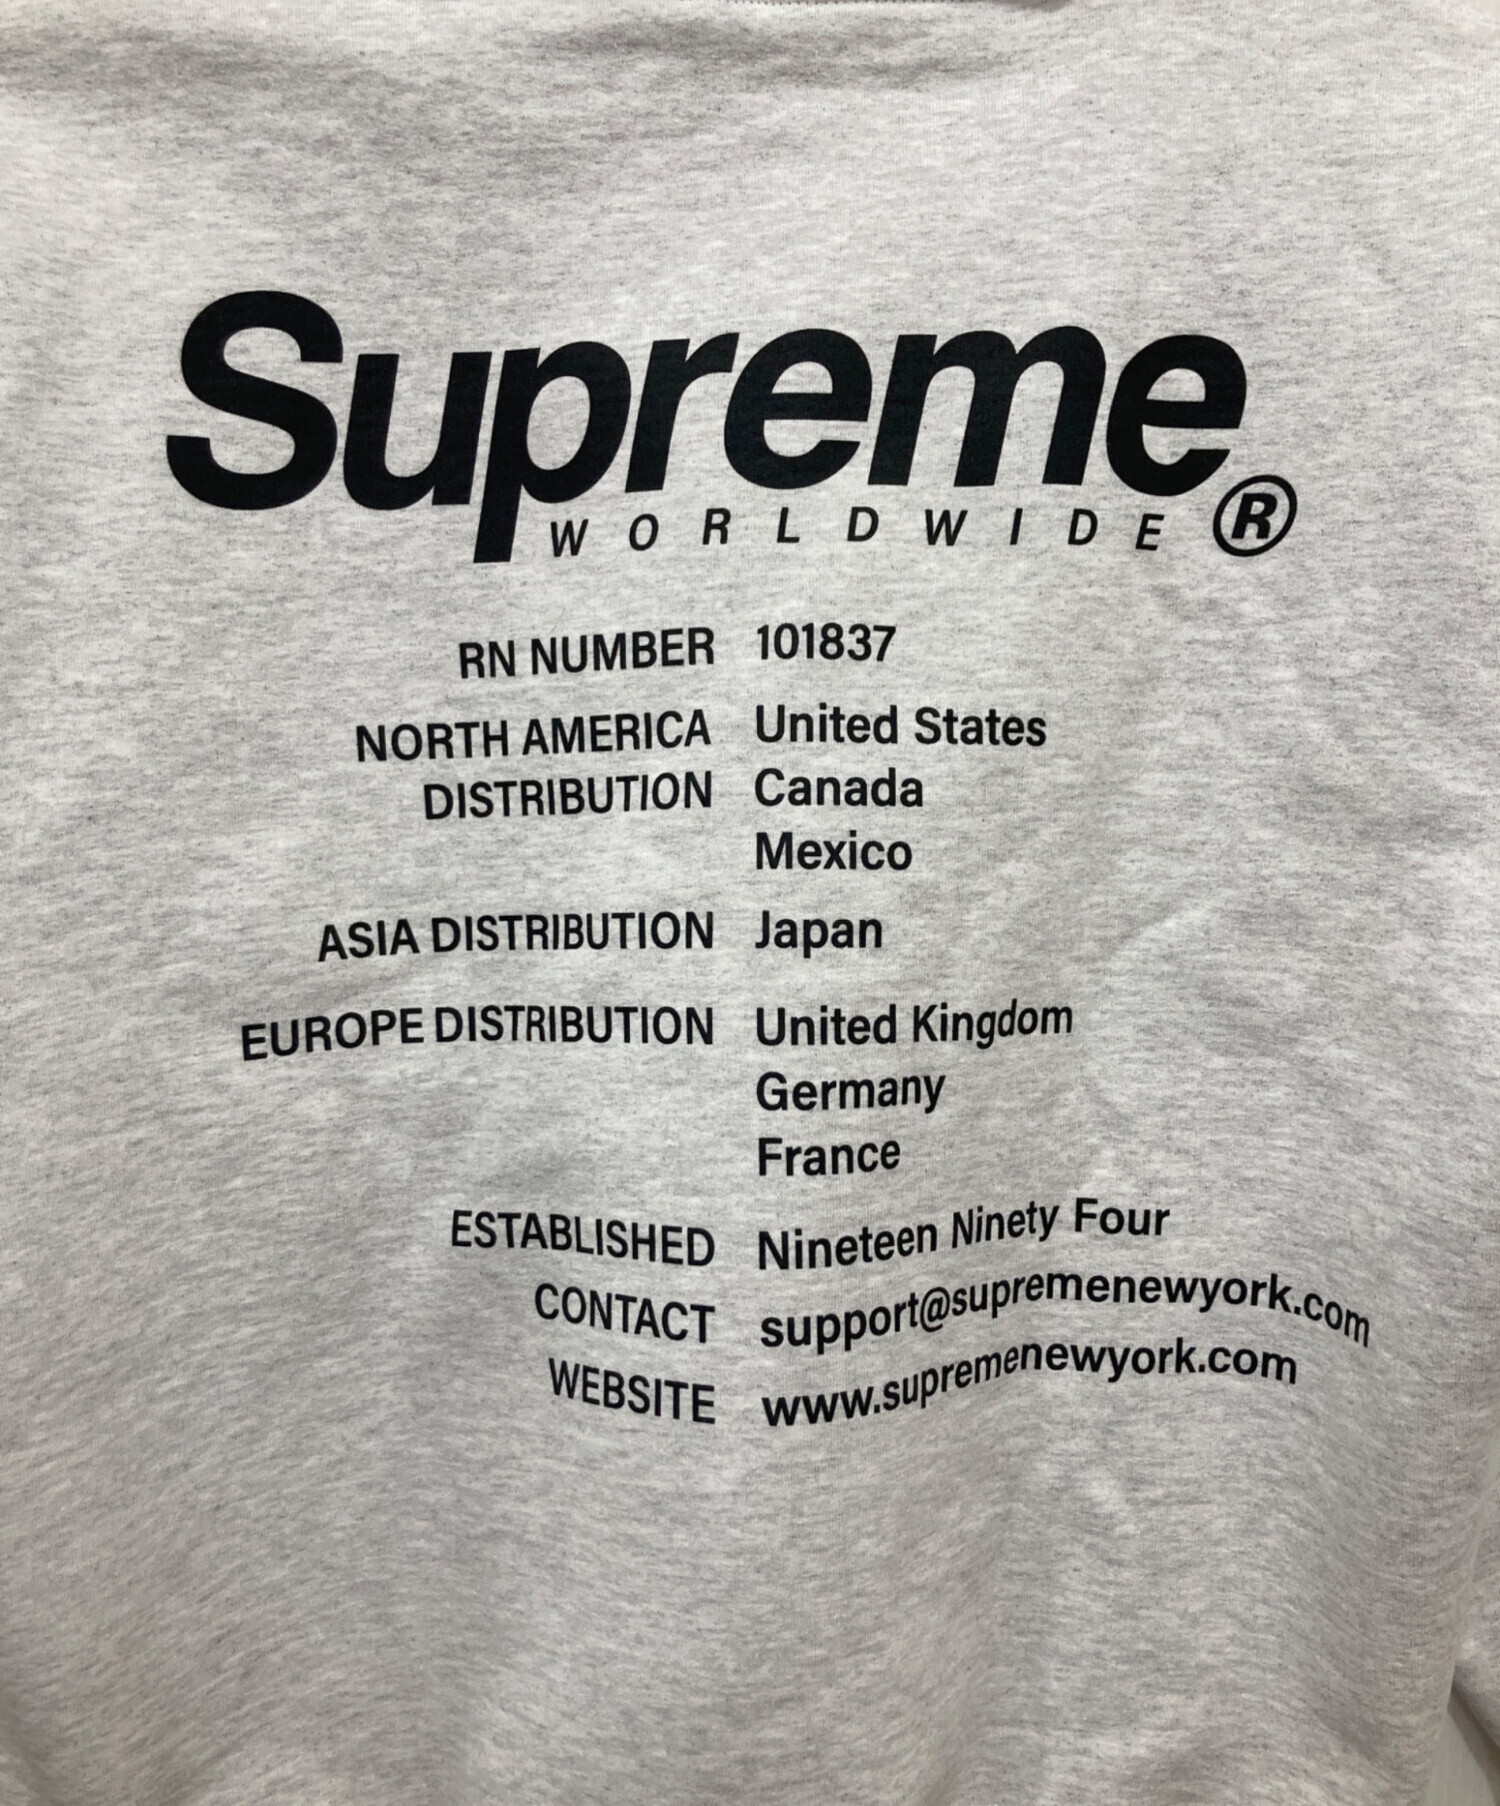 Supreme®
WORLDWIDE
RN NUMBER 101837
NORTH AMERICA United States
DISTRIBUTION Canada
Mexico
ASIA DISTRIBUTION Japan
EUROPE DISTRIBUTION United Kingdom
Germany
France
ESTABLISHED Nineteen Ninety Four
CONTACT support@supremenewyork.com
WEBSITE www.supremenewyork.com